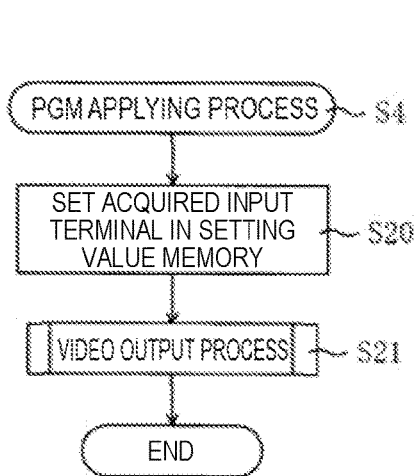 PGM APPLYING PROCESS S4
SET ACQUIRED INPUT
TERMINAL IN SETTING S20
VALUE MEMORY
VIDEO OUTPUT PROCESS S21
END